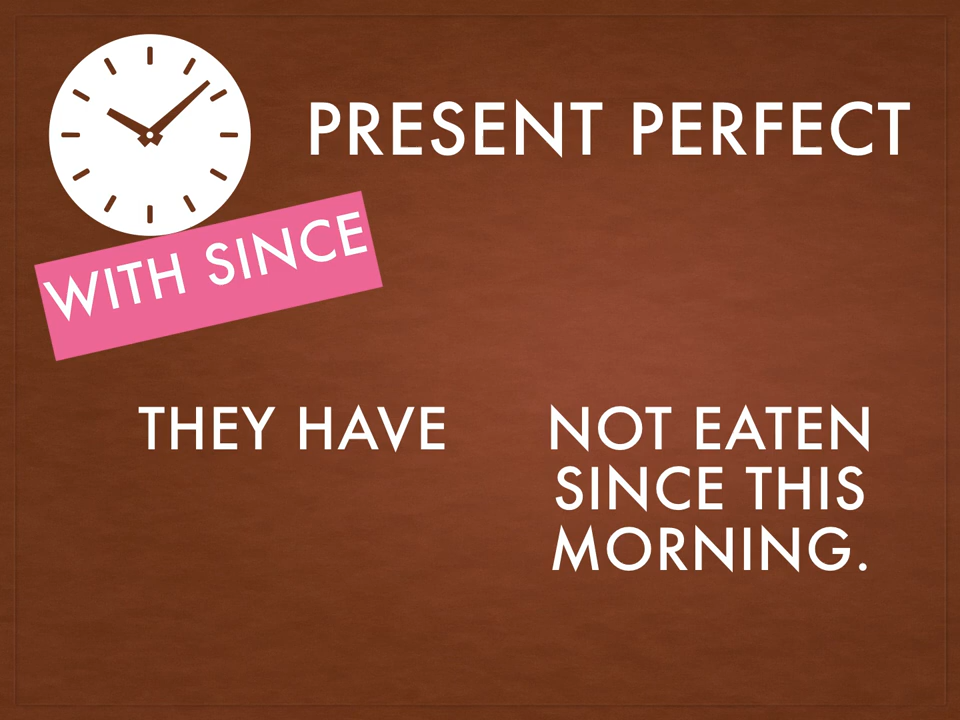 PRESENT PERFECT
WITH SINCE
THEY HAVE
NOT EATEN
SINCE THIS
MORNING.